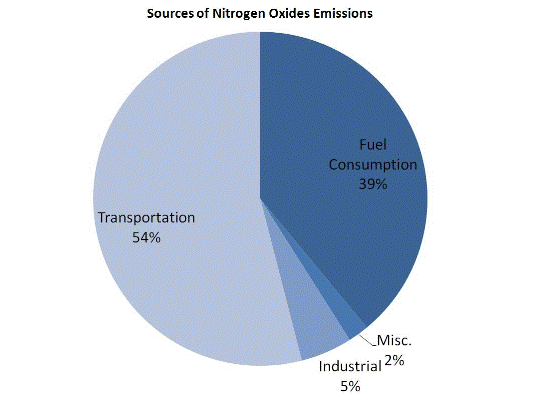 Sources of Nitrogen Oxides Emissions
Fuel
Consumption
39%
Transportation
54%
Misc.
2%
Industrial
5%